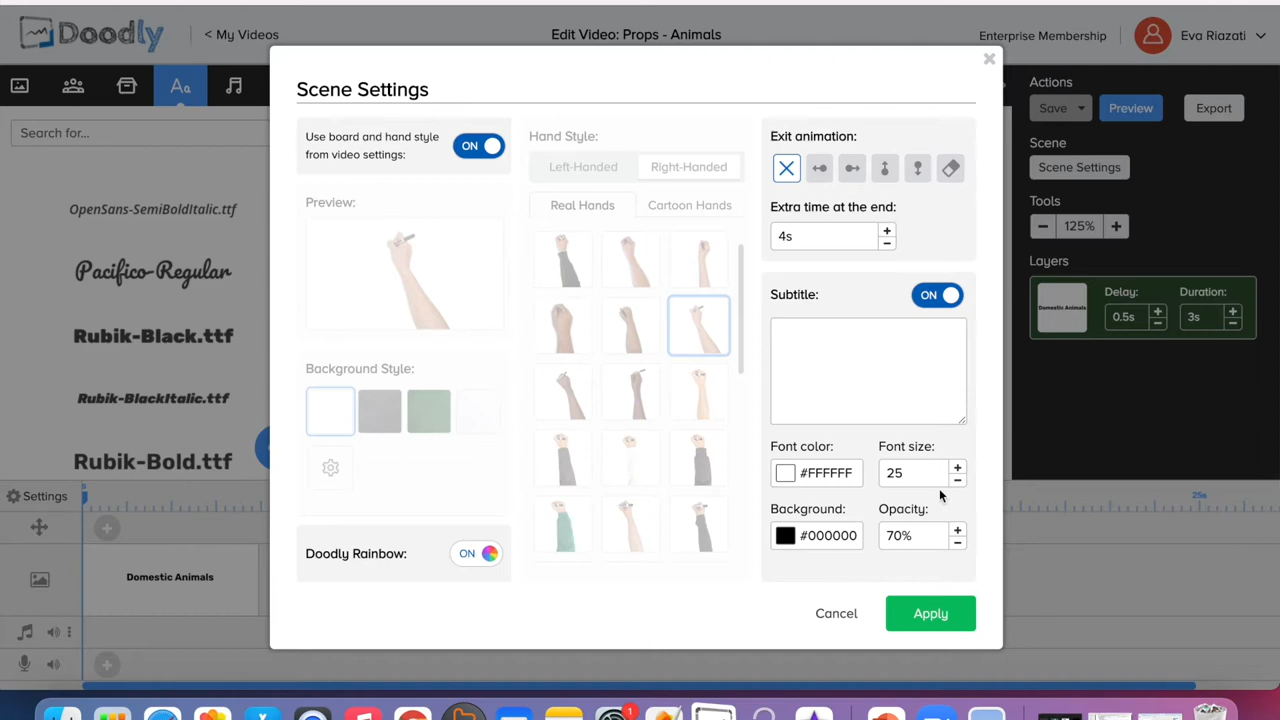 Doodly
< My Videos
Edit Video: Props - Animals
Enterprise Membership
Eva Riazati
Search for...
OpenSans-SemiBoldItalic.ttf
Pacifico-Regular
Rubik-Black.ttf
Rubik-BlackItalic.ttf
Rubik-Bold.ttf
Scene Settings
Use board and hand style
from video settings:
ON
Preview:
Background Style:
Doodly Rainbow:
ON
Hand Style:
Left-Handed
Right-Handed
Real Hands
Cartoon Hands
Exit animation:
Extra time at the end:
4s
Subtitle:
ON
Font color:
Font size:
#FFFFFF
25
Background:
Opacity:
#000000
70%
Cancel
Apply
Actions
Save
Preview
Export
Scene
Scene Settings
Tools
125%
Layers
Domestic Animals
Delay:
Duration:
0.5s
3s
Settings
25s
Domestic Animals
1